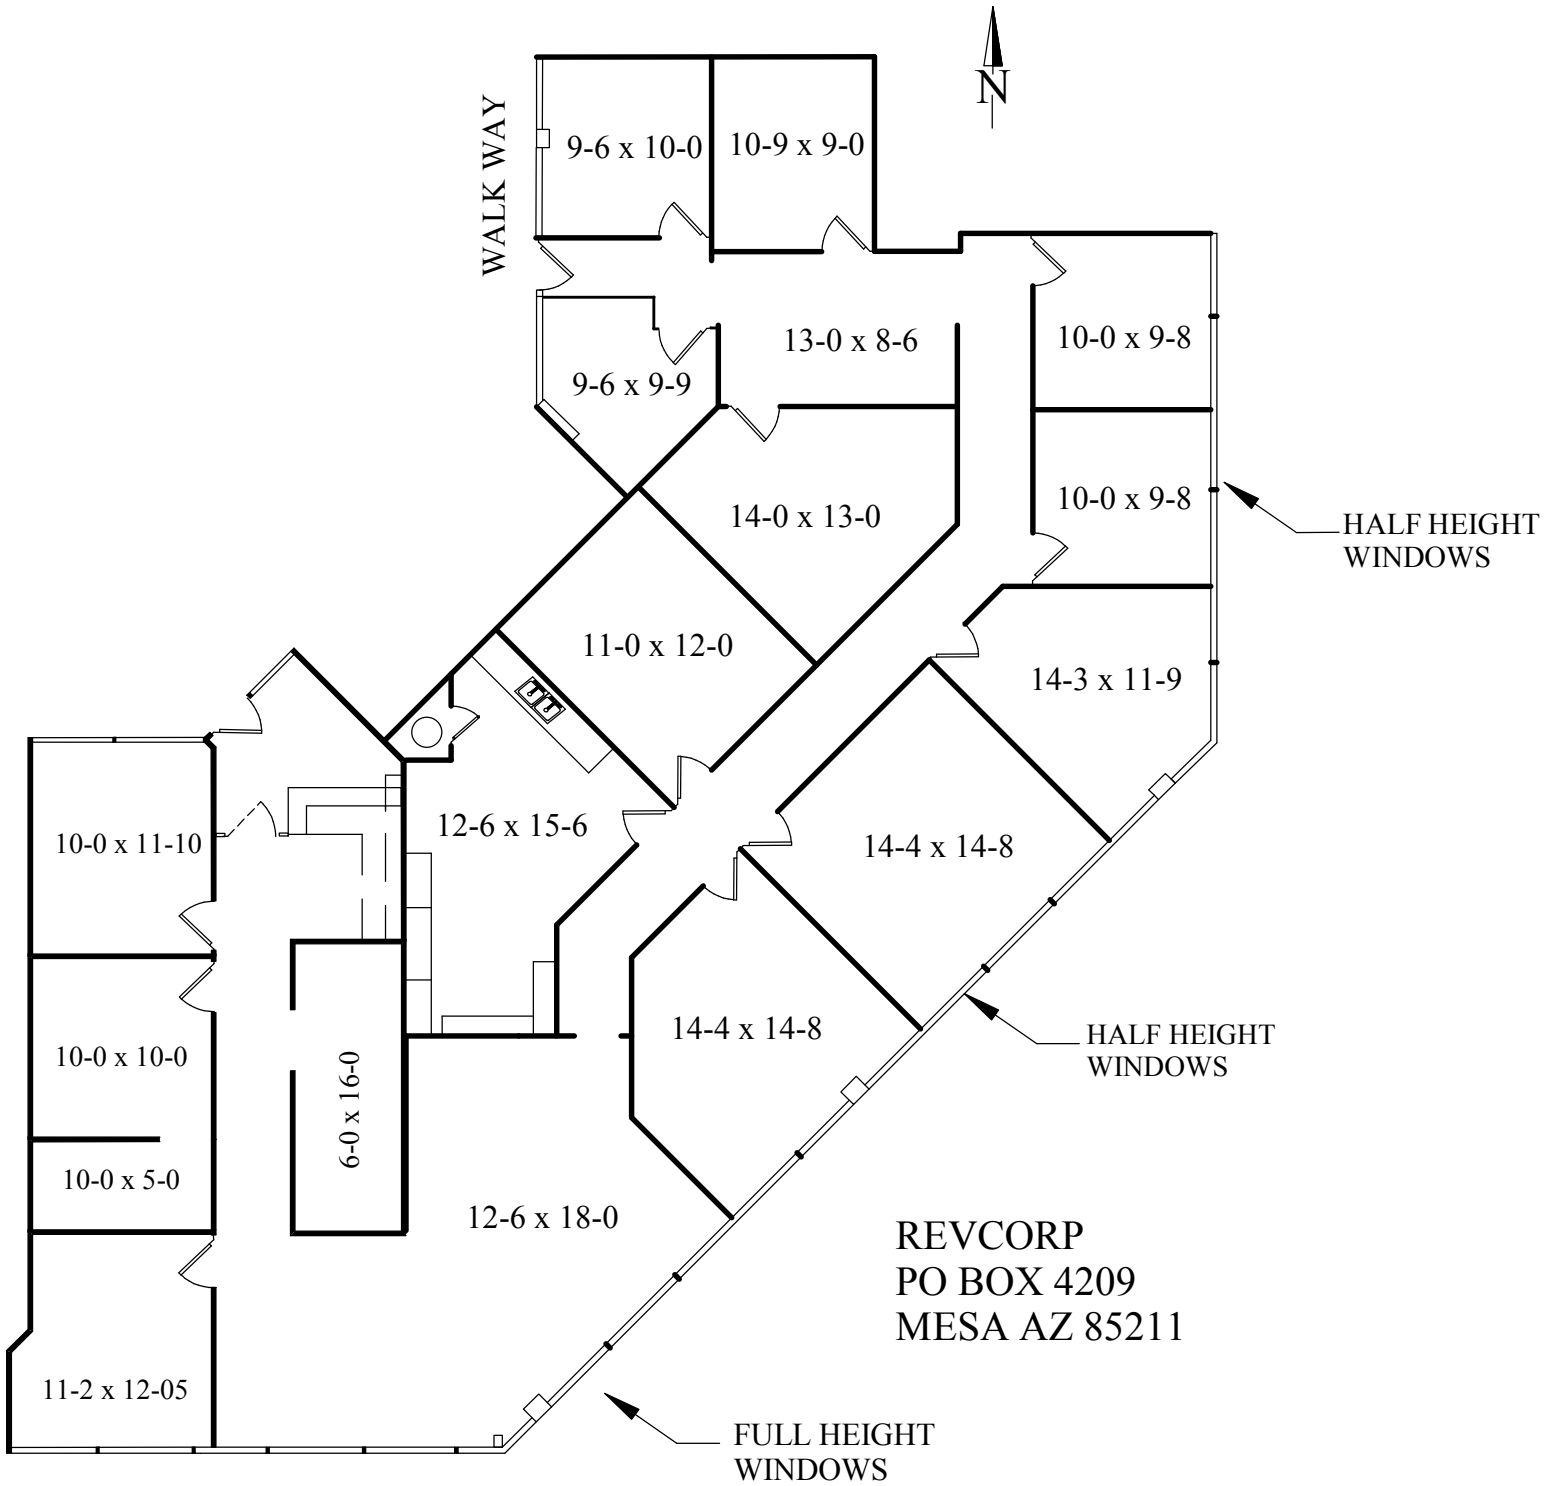 N
WALK WAY
9-6 x 10-0
10-9 x 9-0
13-0 x 8-6
10-0 x 9-8
9-6 x 9-9
10-0 x 9-8
14-0 x 13-0
HALF HEIGHT
WINDOWS
11-0 x 12-0
14-3 x 11-9
12-6 x 15-6
10-0 x 11-10
14-4 x 14-8
14-4 x 14-8
HALF HEIGHT
WINDOWS
10-0 x 10-0
6-0 x 16-0
10-0 x 5-0
12-6 x 18-0
REVCORP
PO BOX 4209
MESA AZ 85211
11-2 x 12-05
FULL HEIGHT
WINDOWS